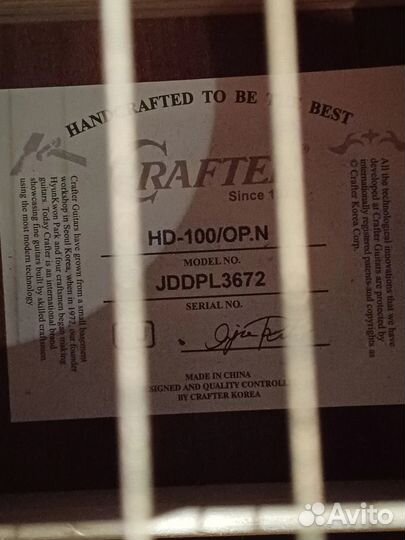 HANDCRAFTED TO BE THE BEST
CRAFTER
®
Since
HD-100/OP.N
MODEL NO.
JDDPL3672
SERIAL NO.
MADE IN CHINA
SIGNED AND QUALITY CONTROL
BY CRAFTER KOREA
Crafter Guitars have grown from a small basement
workshop in Seoul Korea, when in 1972, our founder
HyunKwon Park and four craftsmen began making
guitars. Today Crafter is an international brand
showcasing fine guitars built by skilled craftsmen
using the most modern technology
All the technological innovations that we have
developed at Crafter Guitars are protected by
internationally registered patents and copyrights as
© Crafter Korea Corp.
Avito